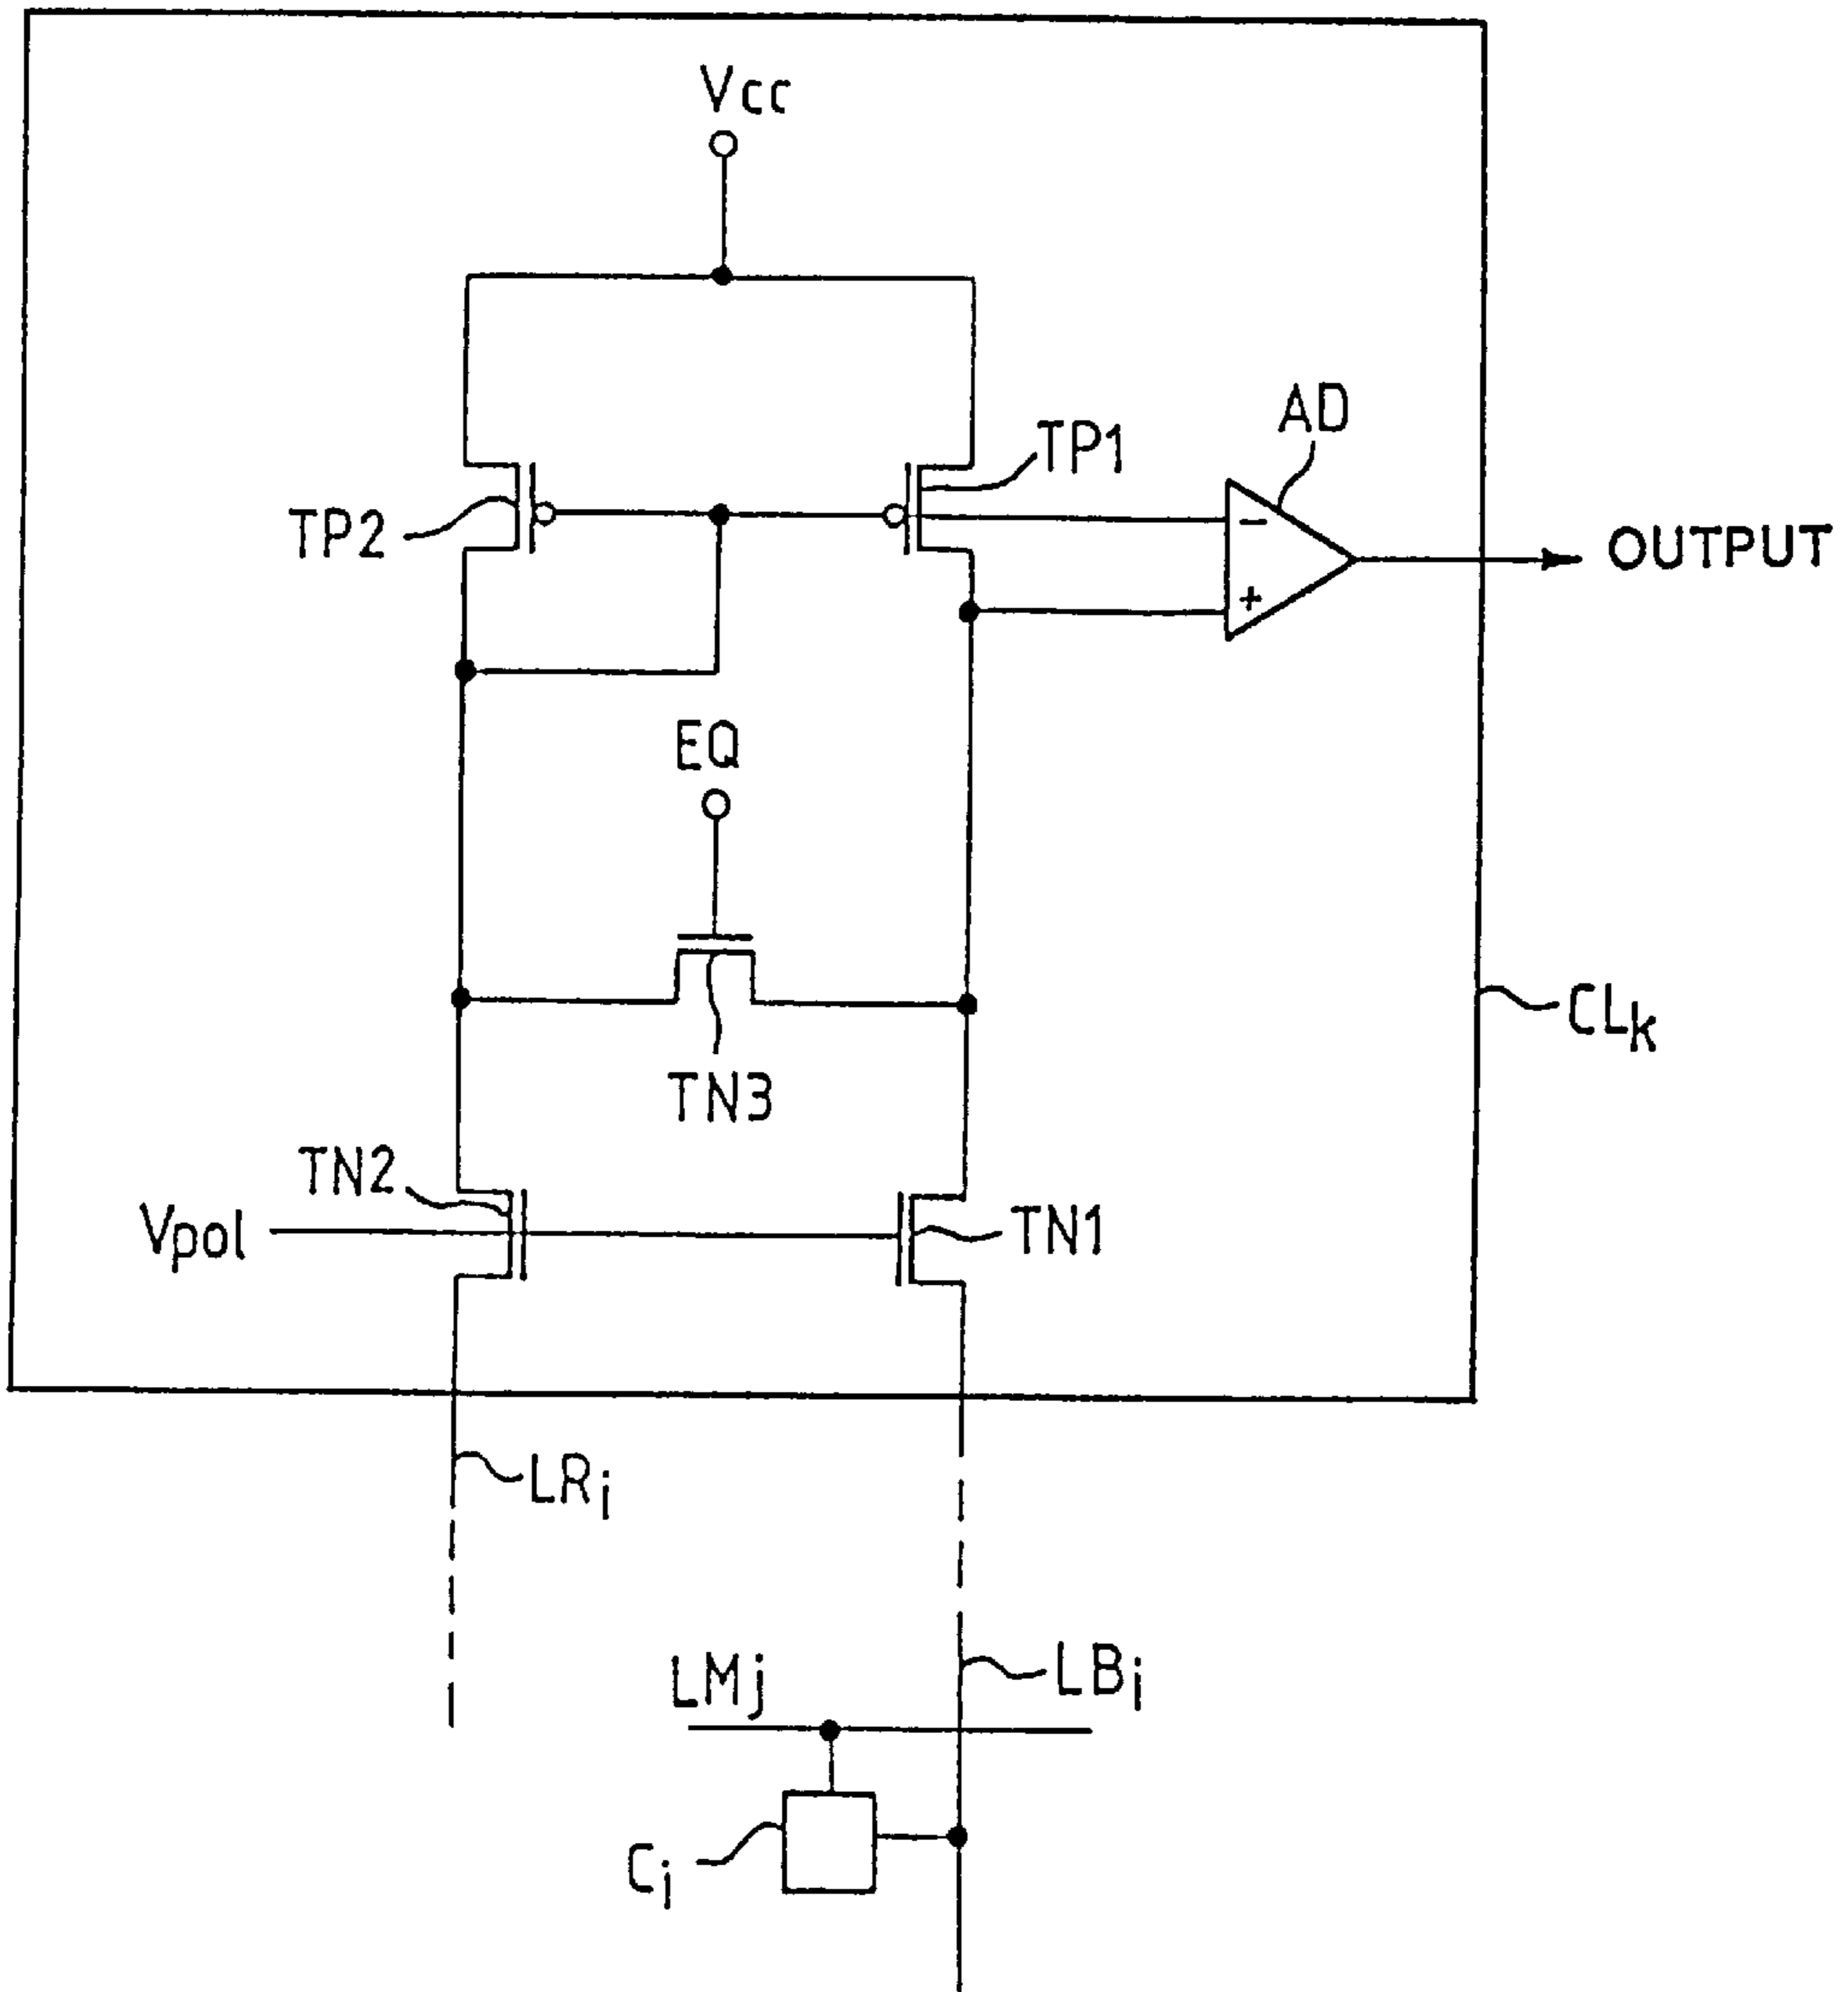 Vcc
AD
TP1
TP2
-
+
OUTPUT
EQ
CLk
TN3
TN2
Vpol
TN1
LRi
LMj
LBi
Ci